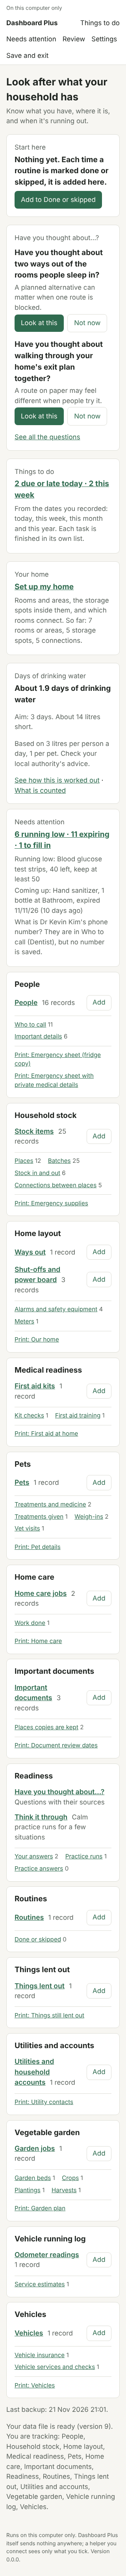 On this computer only
Dashboard Plus
Things to do
Needs attention
Review
Settings
Save and exit
Look after what your
household has
Know what you have, where it is,
and when it's running out.
Start here
Nothing yet. Each time a
routine is marked done or
skipped, it is added here.
Add to Done or skipped
Have you thought about...?
Have you thought about
two ways out of the
rooms people sleep in?
A planned alternative can
matter when one route is
blocked.
Look at this
Not now
Have you thought about
walking through your
home's exit plan
together?
A route on paper may feel
different when people try it.
Look at this
Not now
See all the questions
Things to do
2 due or late today · 2 this
week
From the dates you recorded:
today, this week, this month
and this year. Each task is
finished in its own list.
Your home
Set up my home
Rooms and areas, the storage
spots inside them, and which
rooms connect. So far: 7
rooms or areas, 5 storage
spots, 5 connections.
Days of drinking water
About 1.9 days of drinking
water
Aim: 3 days. About 14 litres
short.
Based on 3 litres per person a
day, 1 per pet. Check your
local authority's advice.
See how this is worked out ·
What is counted
Needs attention
6 running low · 11 expiring
· 1 to fill in
Running low: Blood glucose
test strips, 40 left, keep at
least 50
Coming up: Hand sanitizer, 1
bottle at Bathroom, expired
11/11/26 (10 days ago)
What is Dr Kevin Kim's phone
number? They are in Who to
call (Dentist), but no number
is saved.
People
People 16 records
Add
Who to call 11
Important details 6
Print: Emergency sheet (fridge
copy)
Print: Emergency sheet with
private medical details
Household stock
Stock items 25
records
Add
Places 12 Batches 25
Stock in and out 6
Connections between places 5
Print: Emergency supplies
Home layout
Ways out 1 record
Add
Shut-offs and
power board 3
records
Add
Alarms and safety equipment 4
Meters 1
Print: Our home
Medical readiness
First aid kits 1
record
Add
Kit checks 1 First aid training 1
Print: First aid at home
Pets
Pets 1 record
Add
Treatments and medicine 2
Treatments given 1 Weigh-ins 2
Vet visits 1
Print: Pet details
Home care
Home care jobs 2
records
Add
Work done 1
Print: Home care
Important documents
Important
documents 3
records
Add
Places copies are kept 2
Print: Document review dates
Readiness
Have you thought about...?
Questions with their sources
Think it through Calm
practice runs for a few
situations
Your answers 2 Practice runs 1
Practice answers 0
Routines
Routines 1 record
Add
Done or skipped 0
Things lent out
Things lent out 1
record
Add
Print: Things still lent out
Utilities and accounts
Utilities and
household
accounts 1 record
Add
Print: Utility contacts
Vegetable garden
Garden jobs 1
record
Add
Garden beds 1 Crops 1
Plantings 1 Harvests 1
Print: Garden plan
Vehicle running log
Odometer readings
1 record
Add
Service estimates 1
Vehicles
Vehicles 1 record
Add
Vehicle insurance 1
Vehicle services and checks 1
Print: Vehicles
Last backup: 21 Nov 2026 21:01.
Your data file is ready (version 9).
You are tracking: People,
Household stock, Home layout,
Medical readiness, Pets, Home
care, Important documents,
Readiness, Routines, Things lent
out, Utilities and accounts,
Vegetable garden, Vehicle running
log, Vehicles.
Runs on this computer only. Dashboard Plus
itself sends nothing anywhere; a helper you
connect sees only what you tick. Version
0.0.0.